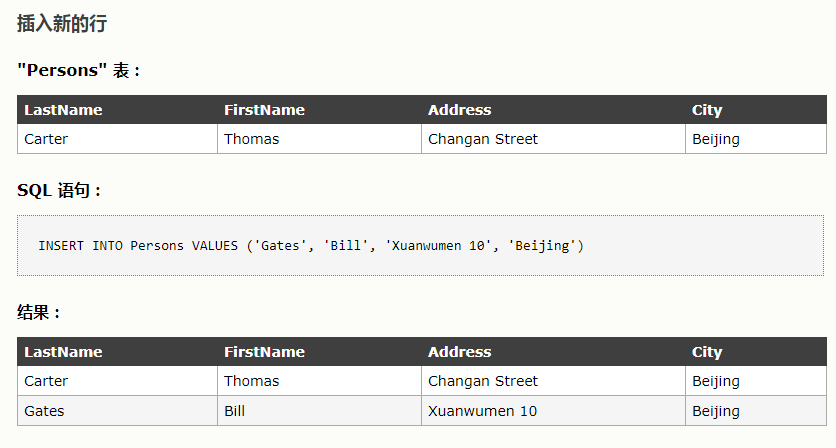 插入新的行
"Persons" 表：
LastName FirstName Address City
Carter Thomas Changan Street Beijing
SQL 语句：
INSERT INTO Persons VALUES ('Gates', 'Bill', 'Xuanwumen 10', 'Beijing')
结果：
LastName FirstName Address City
Carter Thomas Changan Street Beijing
Gates Bill Xuanwumen 10 Beijing